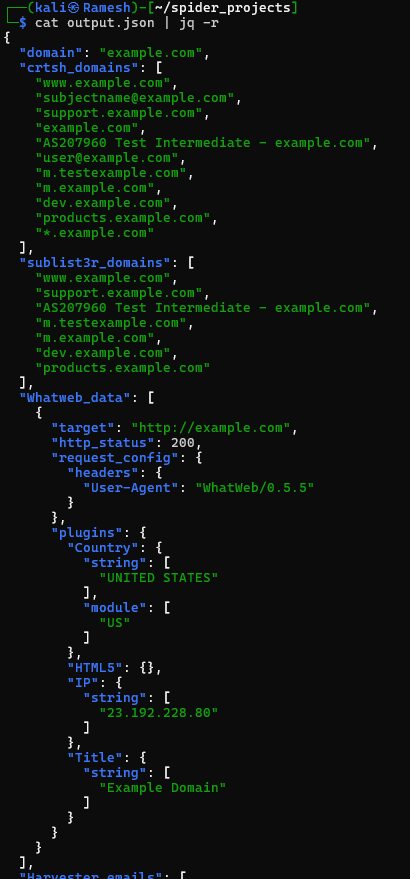 ┌──(kali㉿Ramesh)-[~/spider_projects]
└─$ cat output.json | jq -r
{
  "domain": "example.com",
  "crtsh_domains": [
    "www.example.com",
    "subjectname@example.com",
    "support.example.com",
    "example.com",
    "AS207960 Test Intermediate - example.com",
    "user@example.com",
    "m.testexample.com",
    "m.example.com",
    "dev.example.com",
    "products.example.com",
    "*.example.com"
  ],
  "sublist3r_domains": [
    "www.example.com",
    "support.example.com",
    "AS207960 Test Intermediate - example.com",
    "m.testexample.com",
    "m.example.com",
    "dev.example.com",
    "products.example.com"
  ],
  "Whatweb_data": [
    {
      "target": "http://example.com",
      "http_status": 200,
      "request_config": {
        "headers": {
          "User-Agent": "WhatWeb/0.5.5"
        }
      },
      "plugins": {
        "Country": {
          "string": [
            "UNITED STATES"
          ],
          "module": [
            "US"
          ]
        },
        "HTML5": {},
        "IP": {
          "string": [
            "23.192.228.80"
          ]
        },
        "Title": {
          "string": [
            "Example Domain"
          ]
        }
      }
    }
  ],
  "Harvester_emails": [